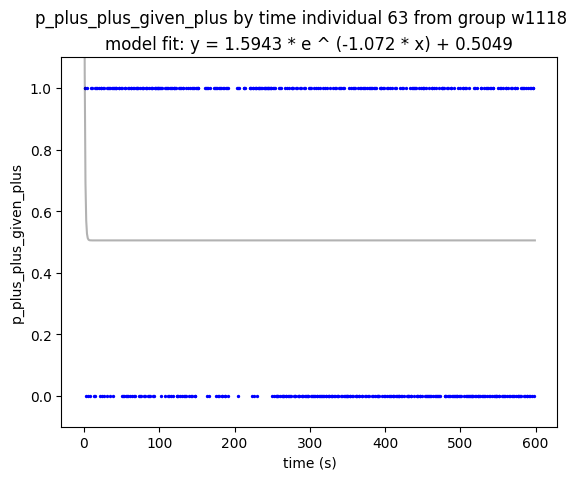 p_plus_plus_given_plus by time individual 63 from group w1118
model fit: y = 1.5943 * e ^ (-1.072 * x) + 0.5049
1.0
0.8
0.6
0.4
0.2
0.0
p_plus_plus_given_plus
0 100 200 300 400 500 600
time (s)